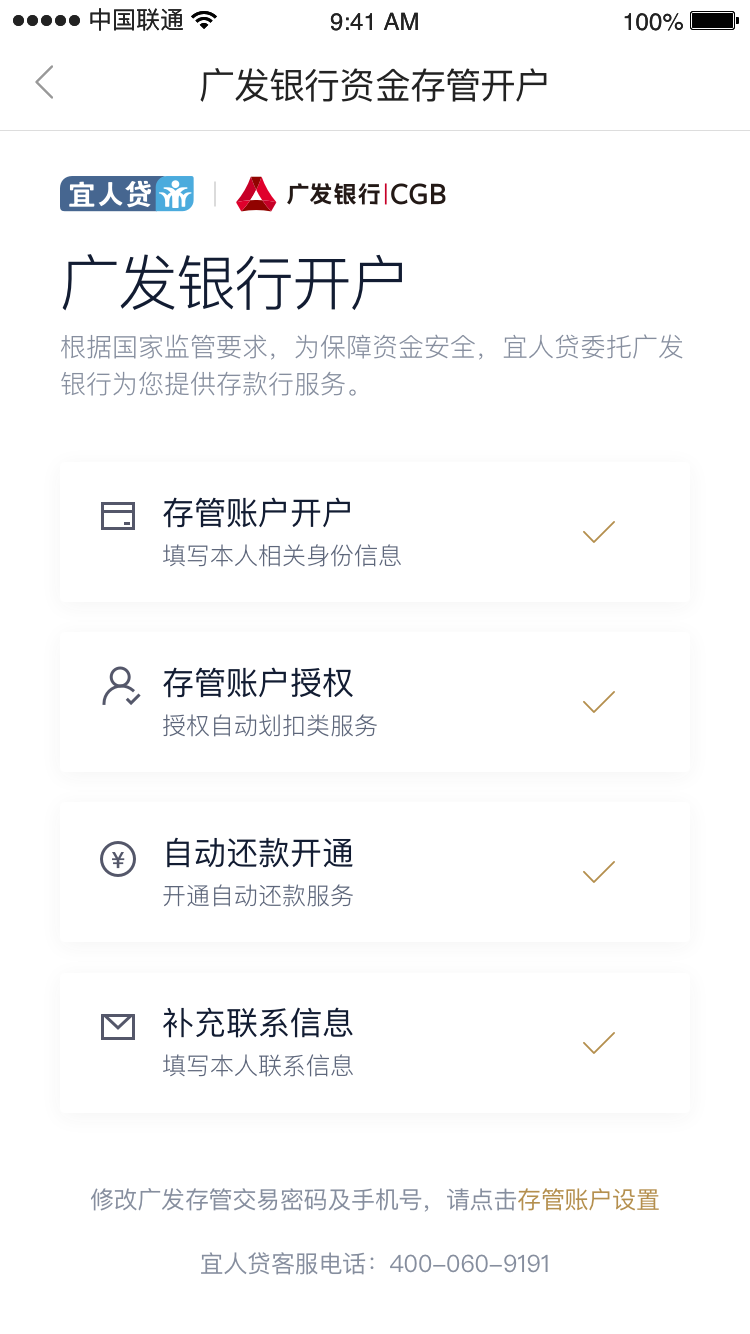 中国联通 9:41 AM 100%
广发银行资金存管开户
宜人贷 广发银行|CGB
广发银行开户
根据国家监管要求，为保障资金安全，宜人贷委托广发
银行为您提供存款行服务。
存管账户开户
填写本人相关身份信息
存管账户授权
授权自动划扣类服务
¥ 自动还款开通
开通自动还款服务
补充联系信息
填写本人联系信息
修改广发存管交易密码及手机号，请点击存管账户设置
宜人贷客服电话：400-060-9191